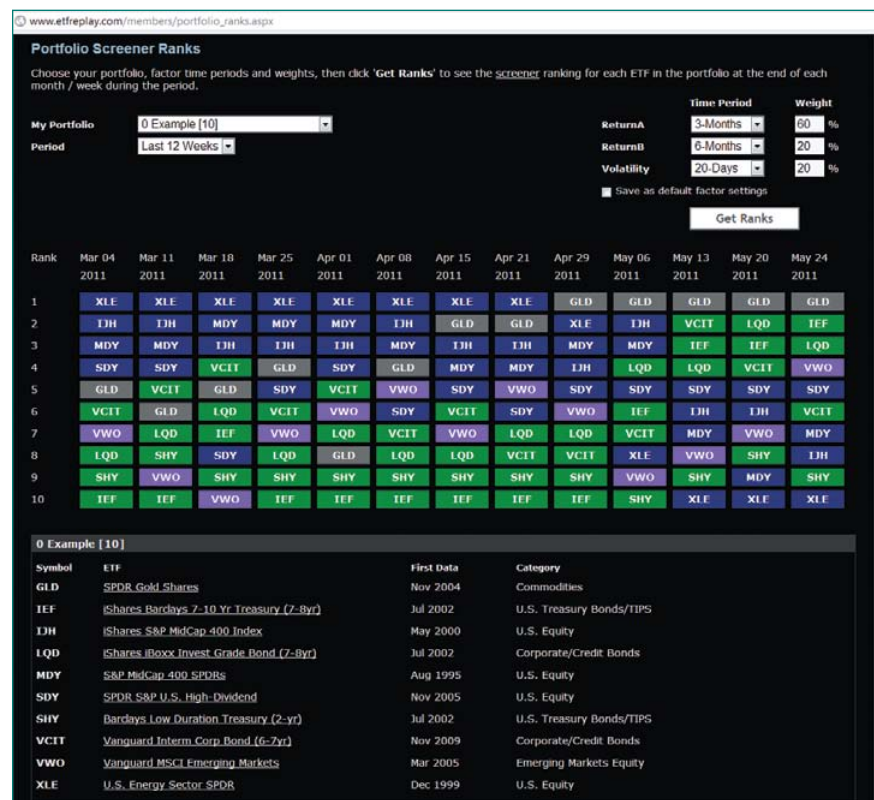 www.etfreplay.com/members/portfolio_ranks.aspx
Portfolio Screener Ranks
Choose your portfolio, factor time periods and weights, then click 'Get Ranks' to see the screener ranking for each ETF in the portfolio at the end of each
month / week during the period.
Time Period Weight
My Portfolio 0 Example [10] ReturnA 3-Months 60 %
Period Last 12 Weeks ReturnB 6-Months 20 %
Volatility 20-Days 20 %
Save as default factor settings
Get Ranks
Rank Mar 04 Mar 11 Mar 18 Mar 25 Apr 01 Apr 08 Apr 15 Apr 21 Apr 29 May 06 May 13 May 20 May 24
2011 2011 2011 2011 2011 2011 2011 2011 2011 2011 2011 2011 2011
1 XLE XLE XLE XLE XLE XLE XLE XLE GLD GLD GLD GLD GLD
2 IJH IJH MDY MDY MDY IJH GLD GLD XLE IJH VCIT LQD IEF
3 MDY MDY IJH IJH IJH MDY IJH IJH MDY MDY IEF IEF LQD
4 SDY SDY VCIT GLD SDY GLD MDY MDY IJH LQD LQD VCIT VWO
5 GLD VCIT GLD SDY VCIT VWO SDY VWO SDY SDY SDY SDY SDY
6 VCIT GLD LQD VCIT VWO SDY VCIT SDY VWO IEF IJH IJH VCIT
7 VWO LQD IEF VWO LQD VCIT VWO LQD LQD VCIT MDY VWO MDY
8 LQD SHY SDY LQD GLD LQD LQD VCIT VCIT XLE VWO SHY IJH
9 SHY VWO SHY SHY SHY SHY SHY SHY SHY VWO SHY MDY SHY
10 IEF IEF VWO IEF IEF IEF IEF IEF IEF SHY XLE XLE XLE
0 Example [10]
Symbol ETF First Data Category
GLD SPDR Gold Shares Nov 2004 Commodities
IEF iShares Barclays 7-10 Yr Treasury (7-8yr) Jul 2002 U.S. Treasury Bonds/TIPS
IJH iShares S&P MidCap 400 Index May 2000 U.S. Equity
LQD iShares iBoxx Invest Grade Bond (7-8yr) Jul 2002 Corporate/Credit Bonds
MDY S&P MidCap 400 SPDRs Aug 1995 U.S. Equity
SDY SPDR S&P U.S. High-Dividend Nov 2005 U.S. Equity
SHY Barclays Low Duration Treasury (2-yr) Jul 2002 U.S. Treasury Bonds/TIPS
VCIT Vanguard Interm Corp Bond (6-7yr) Nov 2009 Corporate/Credit Bonds
VWO Vanguard MSCI Emerging Markets Mar 2005 Emerging Markets Equity
XLE U.S. Energy Sector SPDR Dec 1999 U.S. Equity